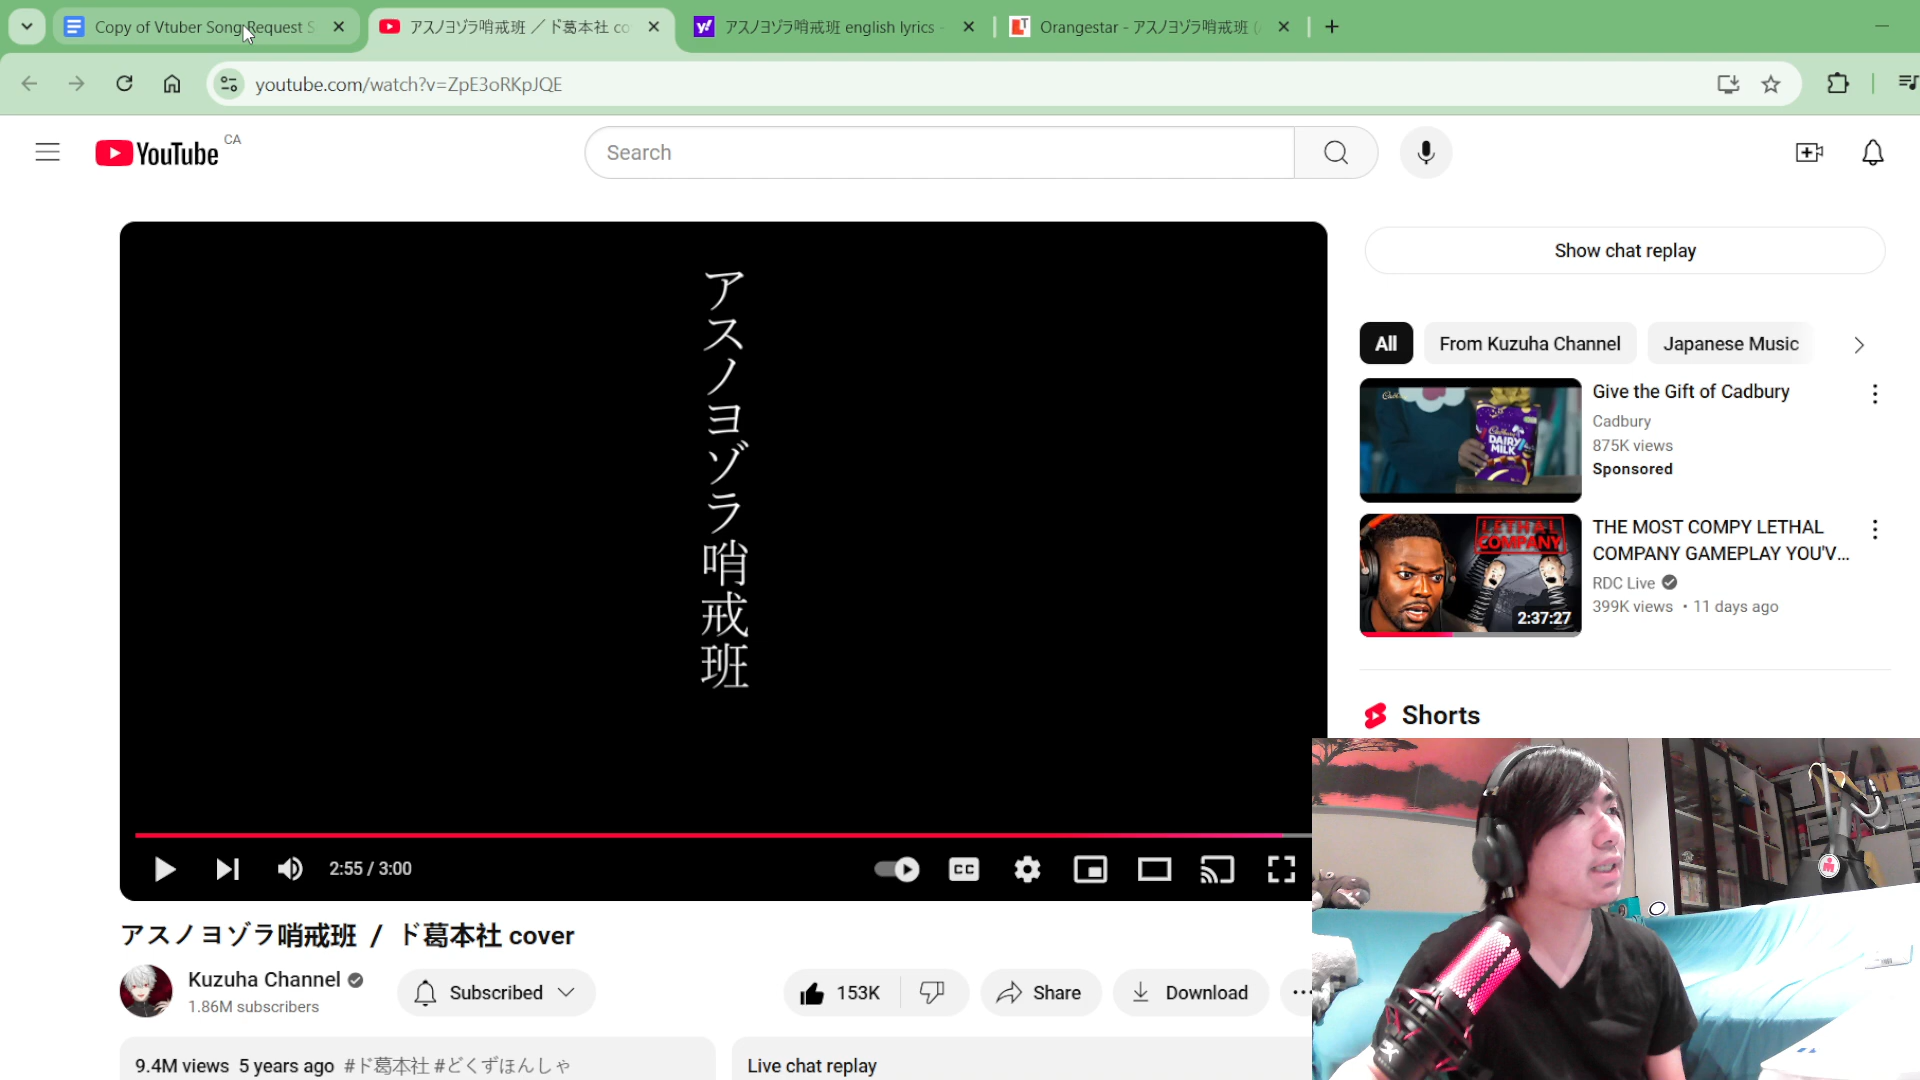 Copy of Vtuber Song Request S
アスノヨゾラ哨戒班 ／ ド葛本社 co
アスノヨゾラ哨戒班 english lyrics -
Orangestar - アスノヨゾラ哨戒班 (
youtube.com/watch?v=ZpE3oRKpJQE
YouTube CA
Search
アスノヨゾラ哨戒班
2:55 / 3:00
CC
アスノヨゾラ哨戒班 / ド葛本社 cover
Kuzuha Channel
1.86M subscribers
Subscribed
153K
Share
Download
9.4M views 5 years ago #ド葛本社 #どくずほんしゃ
Live chat replay
Show chat replay
All
From Kuzuha Channel
Japanese Music
Cadbury
DAIRY
MILK
Give the Gift of Cadbury
Cadbury
875K views
Sponsored
LETHAL
COMPANY
2:37:27
THE MOST COMPY LETHAL
COMPANY GAMEPLAY YOU'V...
RDC Live
399K views • 11 days ago
Shorts